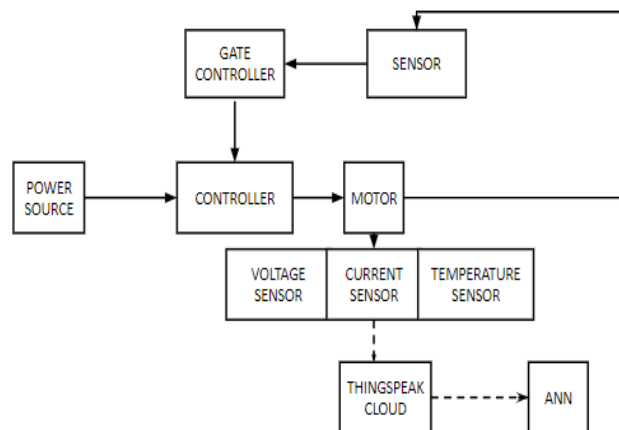 GATE
CONTROLLER
SENSOR
POWER
SOURCE
CONTROLLER
MOTOR
VOLTAGE
SENSOR
CURRENT
SENSOR
TEMPERATURE
SENSOR
THINGSPEAK
CLOUD
ANN